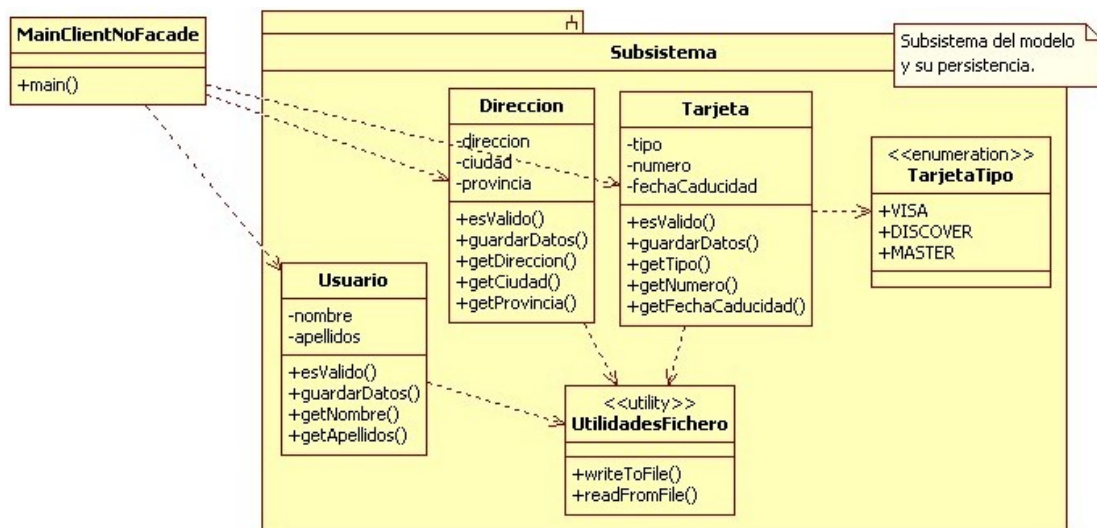 MainClientNoFacade
+main()
Subsistema
Subsistema del modelo
y su persistencia.
Direccion
-direccion
-ciudad
-provincia
+esValido()
+guardarDatos()
+getDireccion()
+getCiudad()
+getProvincia()
Tarjeta
-tipo
-numero
-fechaCaducidad
+esValido()
+guardarDatos()
+getTipo()
+getNumero()
+getFechaCaducidad()
<<enumeration>>
TarjetaTipo
+VISA
+DISCOVER
+MASTER
Usuario
-nombre
-apellidos
+esValido()
+guardarDatos()
+getNombre()
+getApellidos()
<<utility>>
UtilidadesFichero
+writeToFile()
+readFromFile()